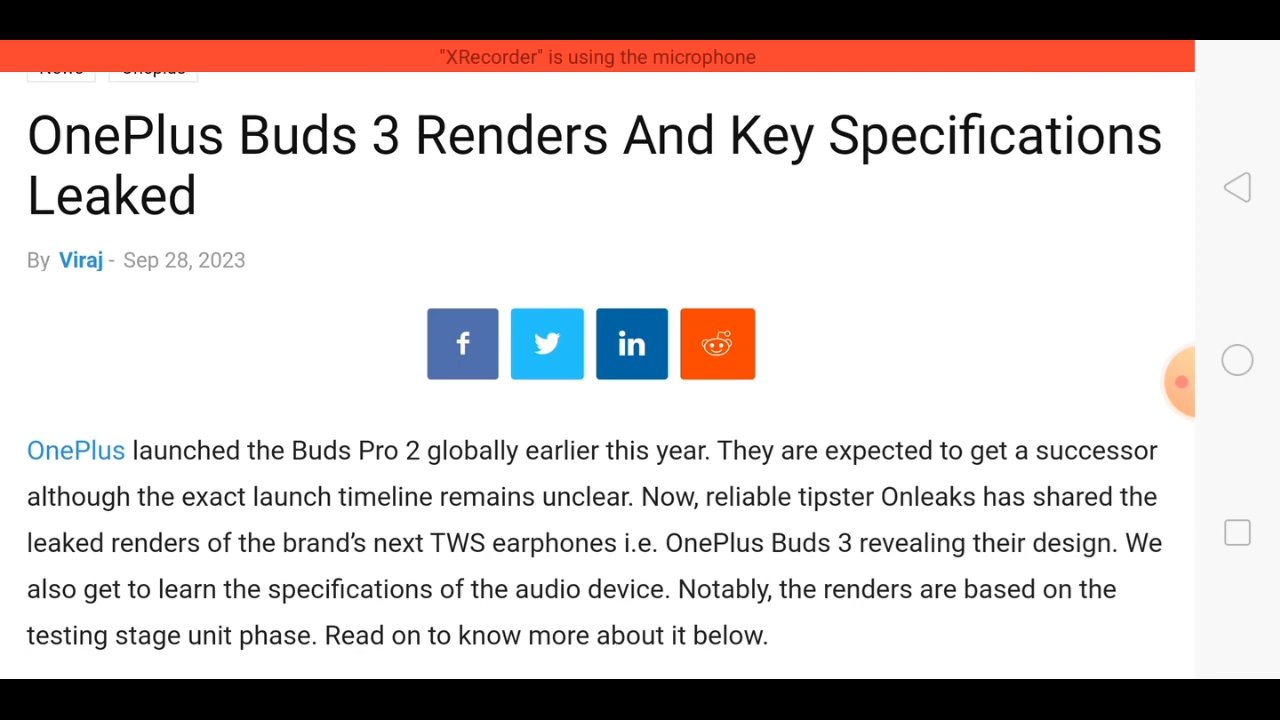 "XRecorder" is using the microphone
News Oneplus
OnePlus Buds 3 Renders And Key Specifications
Leaked
By Viraj - Sep 28, 2023
f in
OnePlus launched the Buds Pro 2 globally earlier this year. They are expected to get a successor
although the exact launch timeline remains unclear. Now, reliable tipster Onleaks has shared the
leaked renders of the brand’s next TWS earphones i.e. OnePlus Buds 3 revealing their design. We
also get to learn the specifications of the audio device. Notably, the renders are based on the
testing stage unit phase. Read on to know more about it below.